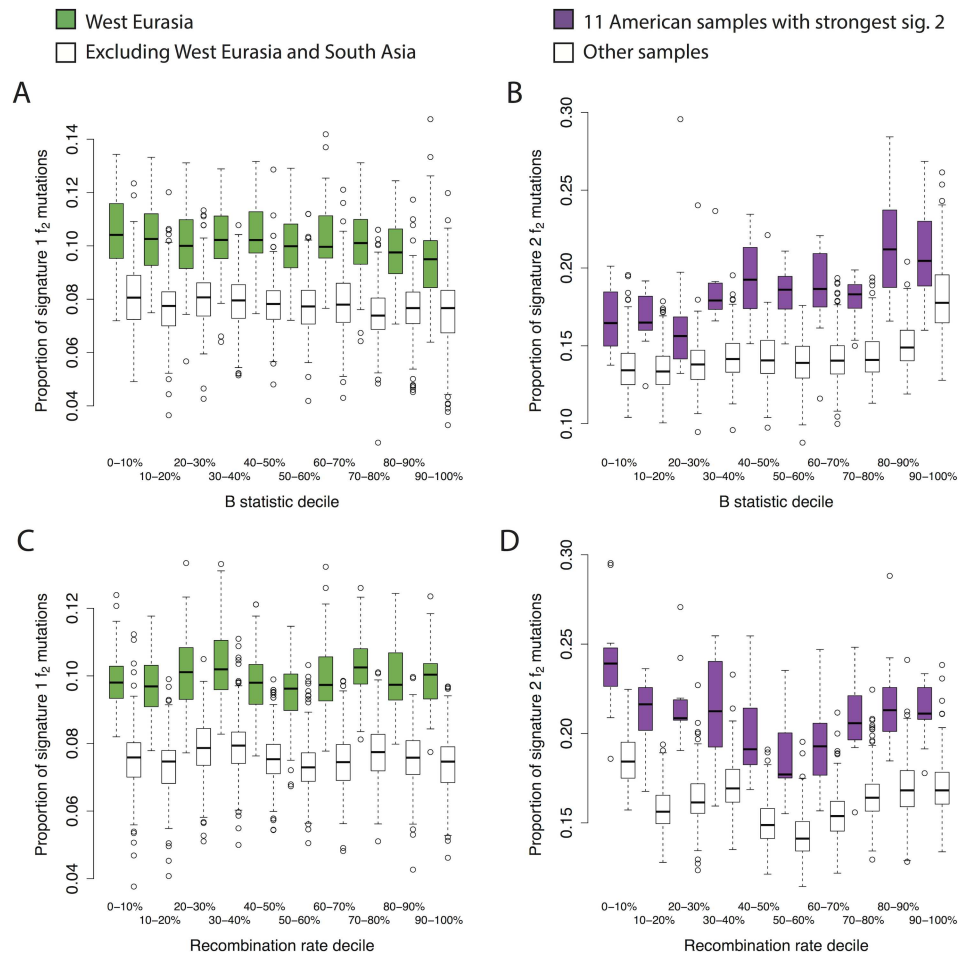 West Eurasia
Excluding West Eurasia and South Asia
11 American samples with strongest sig. 2
Other samples
A
Proportion of signature 1 f2 mutations
0.14
0.12
0.10
0.08
0.06
0.04
0−10% 20−30% 40−50% 60−70% 80−90%
10−20% 30−40% 50−60% 70−80% 90−100%
B statistic decile
B
Proportion of signature 2 f2 mutations
0.30
0.25
0.20
0.15
0.10
0−10% 20−30% 40−50% 60−70% 80−90%
10−20% 30−40% 50−60% 70−80% 90−100%
B statistic decile
C
Proportion of signature 1 f2 mutations
0.12
0.10
0.08
0.06
0.04
0−10% 20−30% 40−50% 60−70% 80−90%
10−20% 30−40% 50−60% 70−80% 90−100%
Recombination rate decile
D
Proportion of signature 2 f2 mutations
0.30
0.25
0.20
0.15
0−10% 20−30% 40−50% 60−70% 80−90%
10−20% 30−40% 50−60% 70−80% 90−100%
Recombination rate decile